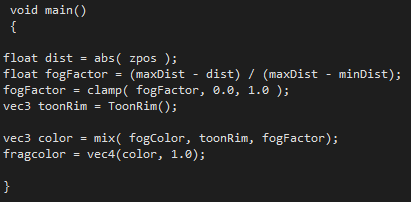 void main()
{
float dist = abs( zpos );
float fogFactor = (maxDist - dist) / (maxDist - minDist);
fogFactor = clamp( fogFactor, 0.0, 1.0 );
vec3 toonRim = ToonRim();
vec3 color = mix( fogColor, toonRim, fogFactor);
fragcolor = vec4(color, 1.0);
}